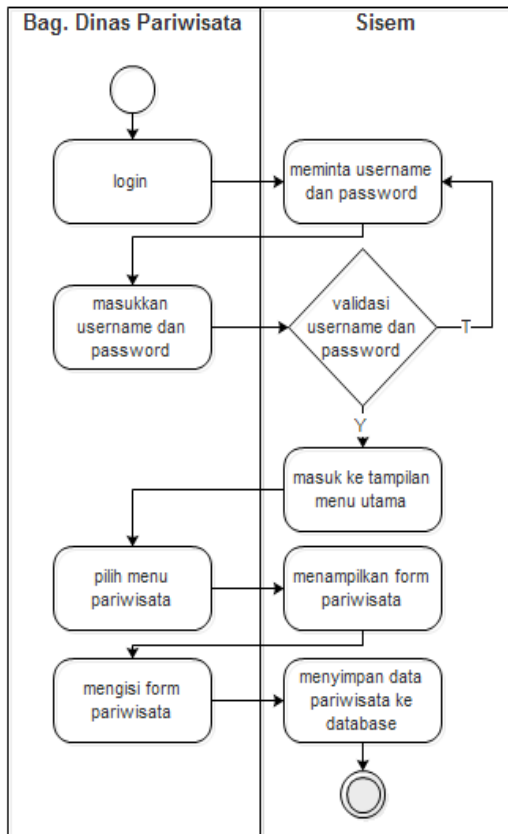 Bag. Dinas Pariwisata
Sisem
login
meminta username
dan password
masukkan
username dan
password
validasi
username dan
password
T
Y
masuk ke tampilan
menu utama
pilih menu
pariwisata
menampilkan form
pariwisata
mengisi form
pariwisata
menyimpan data
pariwisata ke
database